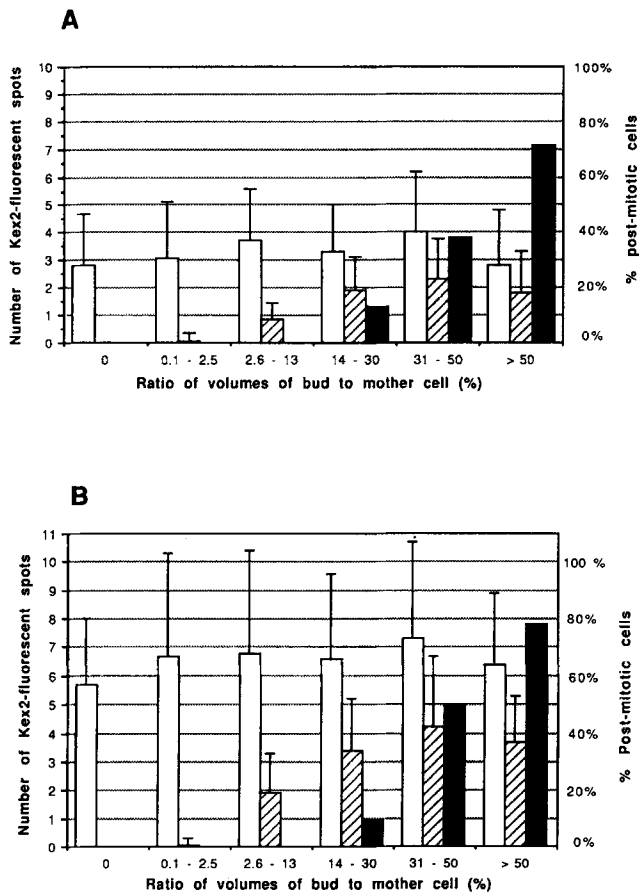 A
Number of Kex2-fluorescent spots
10
9
8
7
6
5
4
3
2
1
0
100%
80%
60%
40%
20%
0%
% post-mitotic cells
0
0.1 - 2.5
2.6 - 13
14 - 30
31 - 50
> 50
Ratio of volumes of bud to mother cell (%)
B
Number of Kex2-fluorescent spots
11
10
9
8
7
6
5
4
3
2
1
0
100 %
80%
60%
40%
20%
0%
% Post-mitotic cells
0
0.1 - 2.5
2.6 - 13
14 - 30
31 - 50
> 50
Ratio of volumes of bud to mother cell (%)